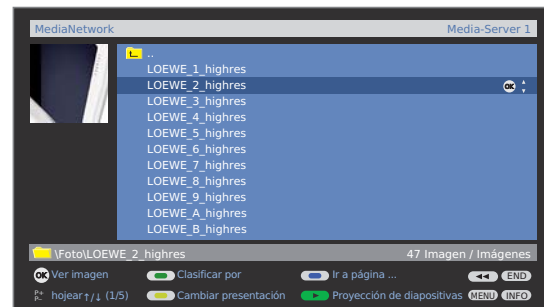 MediaNetwork Media-Server 1
..
LOEWE_1_highres
LOEWE_2_highres OK
LOEWE_3_highres
LOEWE_4_highres
LOEWE_5_highres
LOEWE_6_highres
LOEWE_7_highres
LOEWE_8_highres
LOEWE_9_highres
LOEWE_A_highres
LOEWE_B_highres
\Foto\LOEWE_2_highres 47 Imagen / Imágenes
OK Ver imagen Clasificar por Ir a página ... END
P+ P- hojear↑/↓ (1/5) Cambiar presentación Proyección de diapositivas MENU INFO